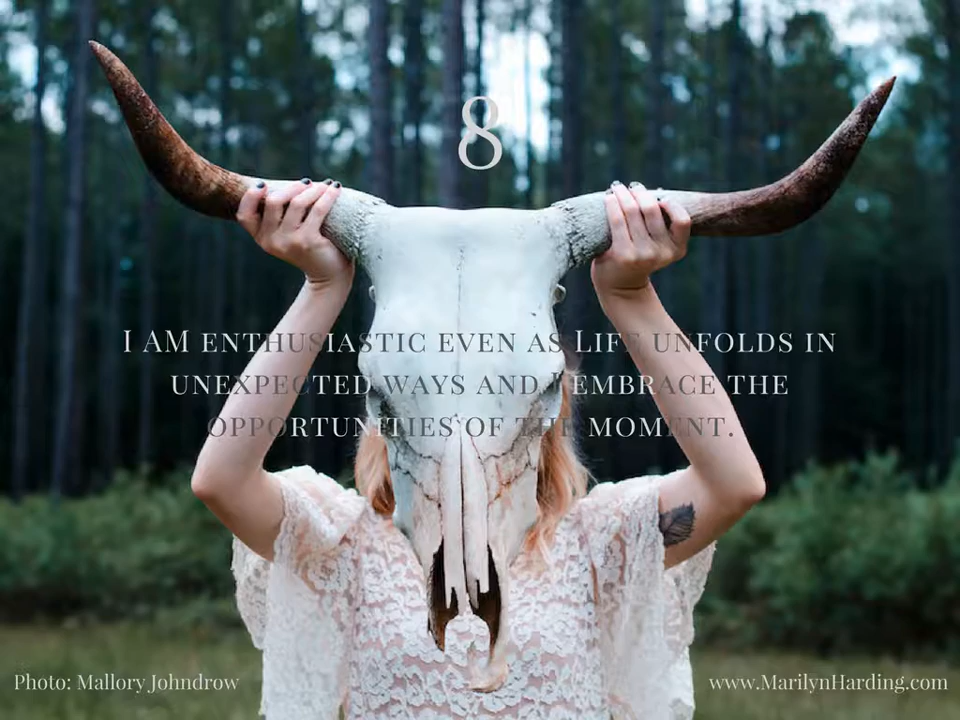 8
I AM ENTHUSIASTIC EVEN AS LIFE UNFOLDS IN
UNEXPECTED WAYS AND I EMBRACE THE
OPPORTUNITIES OF THE MOMENT.
Photo: Mallory Johndrow
www.MarilynHarding.com